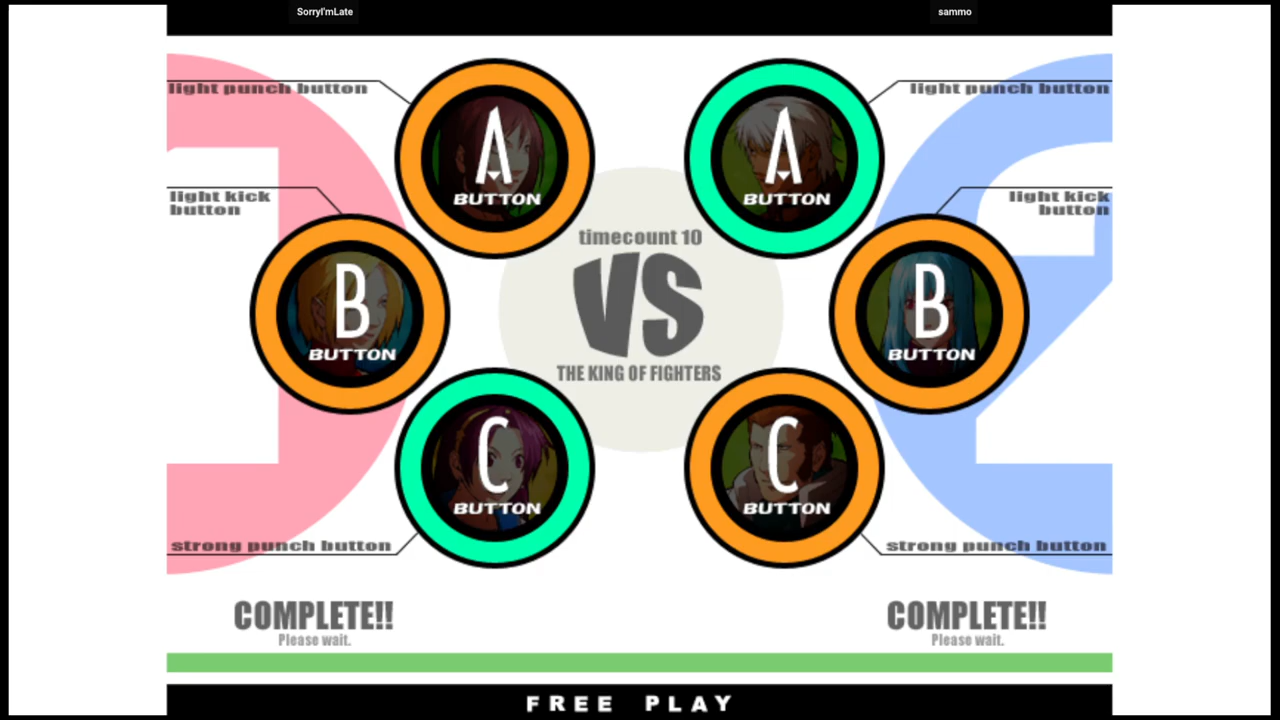 SorryI'mLate
sammo
light punch button
light punch button
A
BUTTON
A
BUTTON
light kick
button
light kick
button
timecount 10
VS
THE KING OF FIGHTERS
1
2
B
BUTTON
B
BUTTON
C
BUTTON
C
BUTTON
strong punch button
strong punch button
COMPLETE!!
Please wait.
COMPLETE!!
Please wait.
FREE PLAY